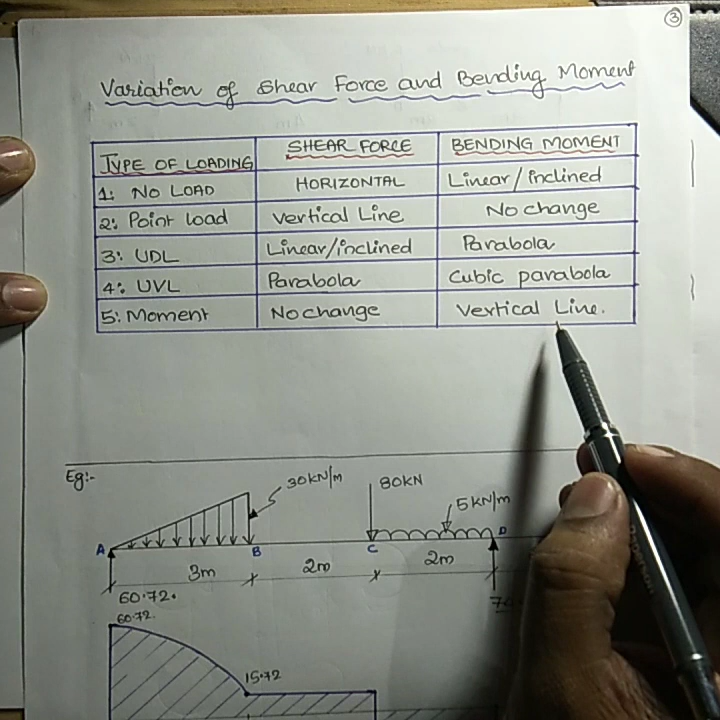 3
Variation of Shear Force and Bending Moment
TYPE OF LOADING SHEAR FORCE BENDING MOMENT
1: NO LOAD HORIZONTAL Linear/inclined
2: Point load Vertical Line No change
3: UDL Linear/inclined Parabola
4: UVL Parabola Cubic parabola
5: Moment No change Vertical Line.
Eg:-
30KN/m 80KN
5KN/m
A B C D
3m 2m 2m
60.72.
60.72.
15.72